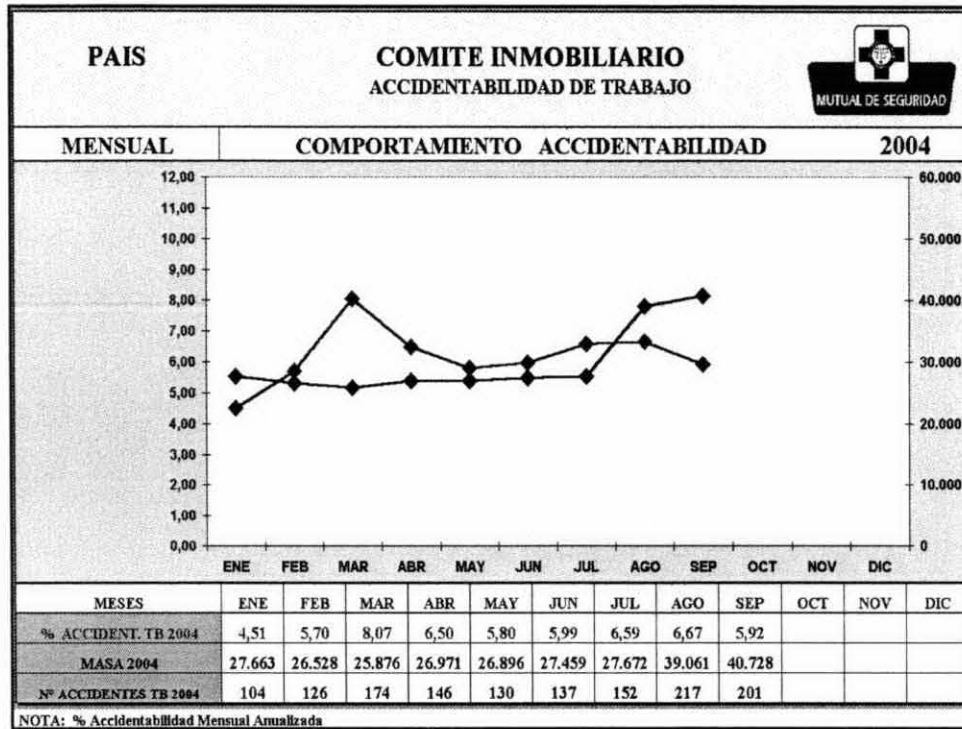 PAIS
COMITE INMOBILIARIO
ACCIDENTABILIDAD DE TRABAJO
MUTUAL DE SEGURIDAD
MENSUAL COMPORTAMIENTO ACCIDENTABILIDAD 2004
12,00 60.000
11,00
10,00 50.000
9,00
8,00 40.000
7,00
6,00 30.000
5,00
4,00 20.000
3,00
2,00 10.000
1,00
0,00 0
ENE FEB MAR ABR MAY JUN JUL AGO SEP OCT NOV DIC
MESES ENE FEB MAR ABR MAY JUN JUL AGO SEP OCT NOV DIC
% ACCIDENT. TB 2004 4,51 5,70 8,07 6,50 5,80 5,99 6,59 6,67 5,92
MASA 2004 27.663 26.528 25.876 26.971 26.896 27.459 27.672 39.061 40.728
Nº ACCIDENTES TB 2004 104 126 174 146 130 137 152 217 201
NOTA: % Accidentabilidad Mensual Anualizada